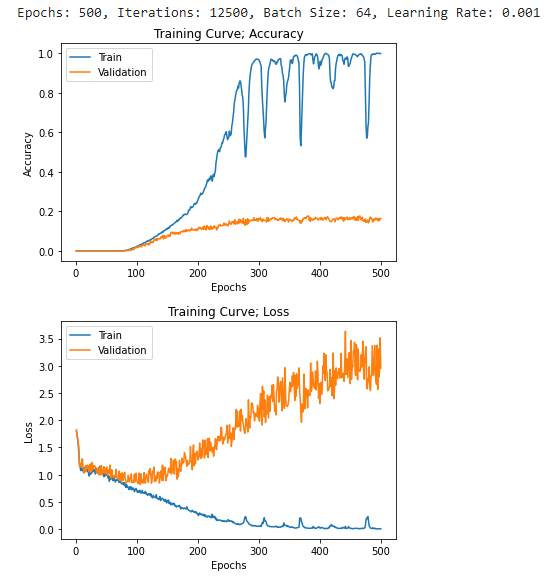 Epochs: 500, Iterations: 12500, Batch Size: 64, Learning Rate: 0.001
Training Curve; Accuracy
Train
Validation
1.0
0.8
0.6
0.4
0.2
0.0
Accuracy
0 100 200 300 400 500
Epochs
Training Curve; Loss
Train
Validation
3.5
3.0
2.5
2.0
1.5
1.0
0.5
0.0
Loss
0 100 200 300 400 500
Epochs